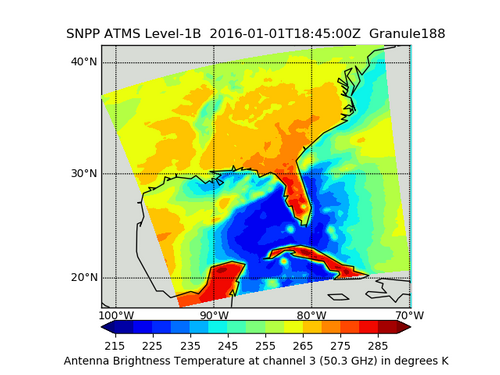 SNPP ATMS Level-1B 2016-01-01T18:45:00Z Granule188
40°N
30°N
20°N
100°W 90°W 80°W 70°W
215 225 235 245 255 265 275 285
Antenna Brightness Temperature at channel 3 (50.3 GHz) in degrees K